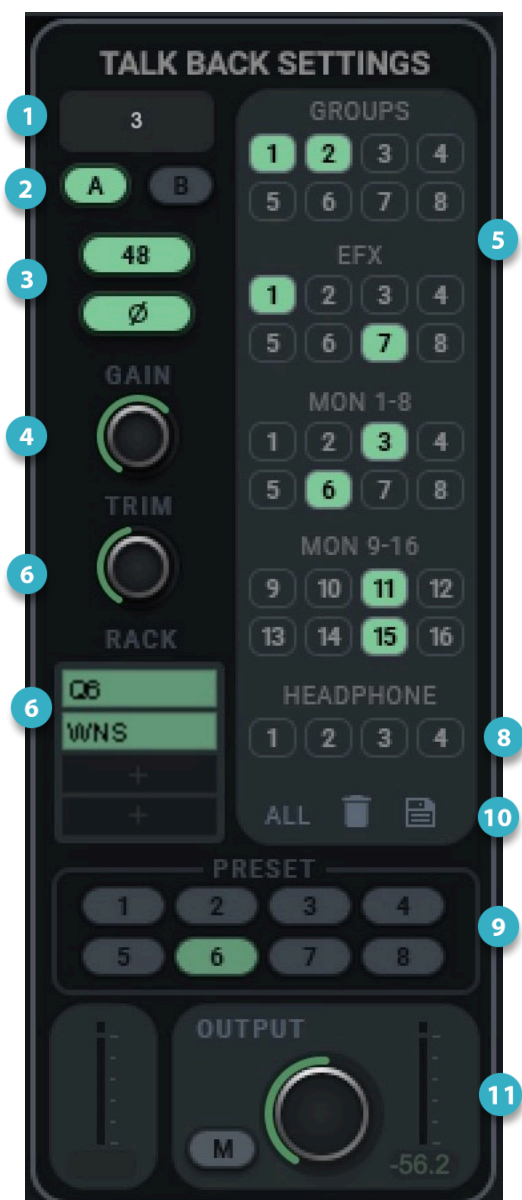 TALK BACK SETTINGS
1
3
2
A B
3
48
Ø
4
GAIN
6
TRIM
6
RACK
Q6
WNS
+
+
GROUPS
1 2 3 4
5 6 7 8
5
EFX
1 2 3 4
5 6 7 8
MON 1-8
1 2 3 4
5 6 7 8
MON 9-16
9 10 11 12
13 14 15 16
HEADPHONE
1 2 3 4
8
ALL
10
PRESET
1 2 3 4
5 6 7 8
9
OUTPUT
M
-56.2
11